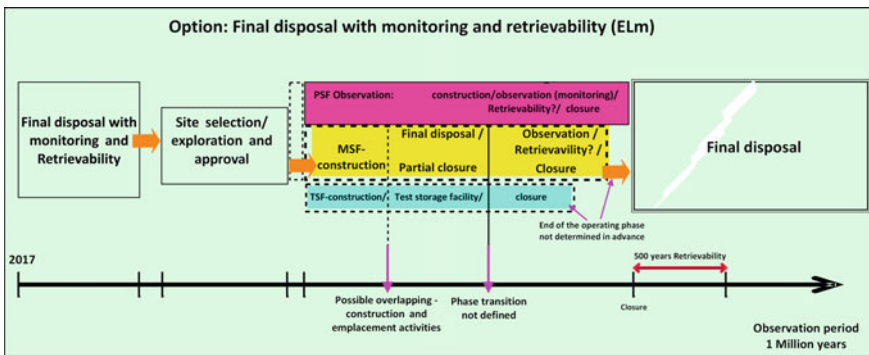 Option: Final disposal with monitoring and retrievability (ELm)
PSF Observation: construction/observation (monitoring)/
Retrievability?/ closure
Final disposal with
monitoring and
Retrievability
Site selection/
exploration and
approval
MSF-
construction
Final disposal /
Partial closure
Observation /
Retrievavility? /
Closure
Final disposal
TSF-construction/ Test storage facility/ closure
End of the operating phase
not determined in advance
2017
500 years Retrievability
Closure
Possible overlapping -
construction and
emplacement activities
Phase transition
not defined
Observation period
1 Million years